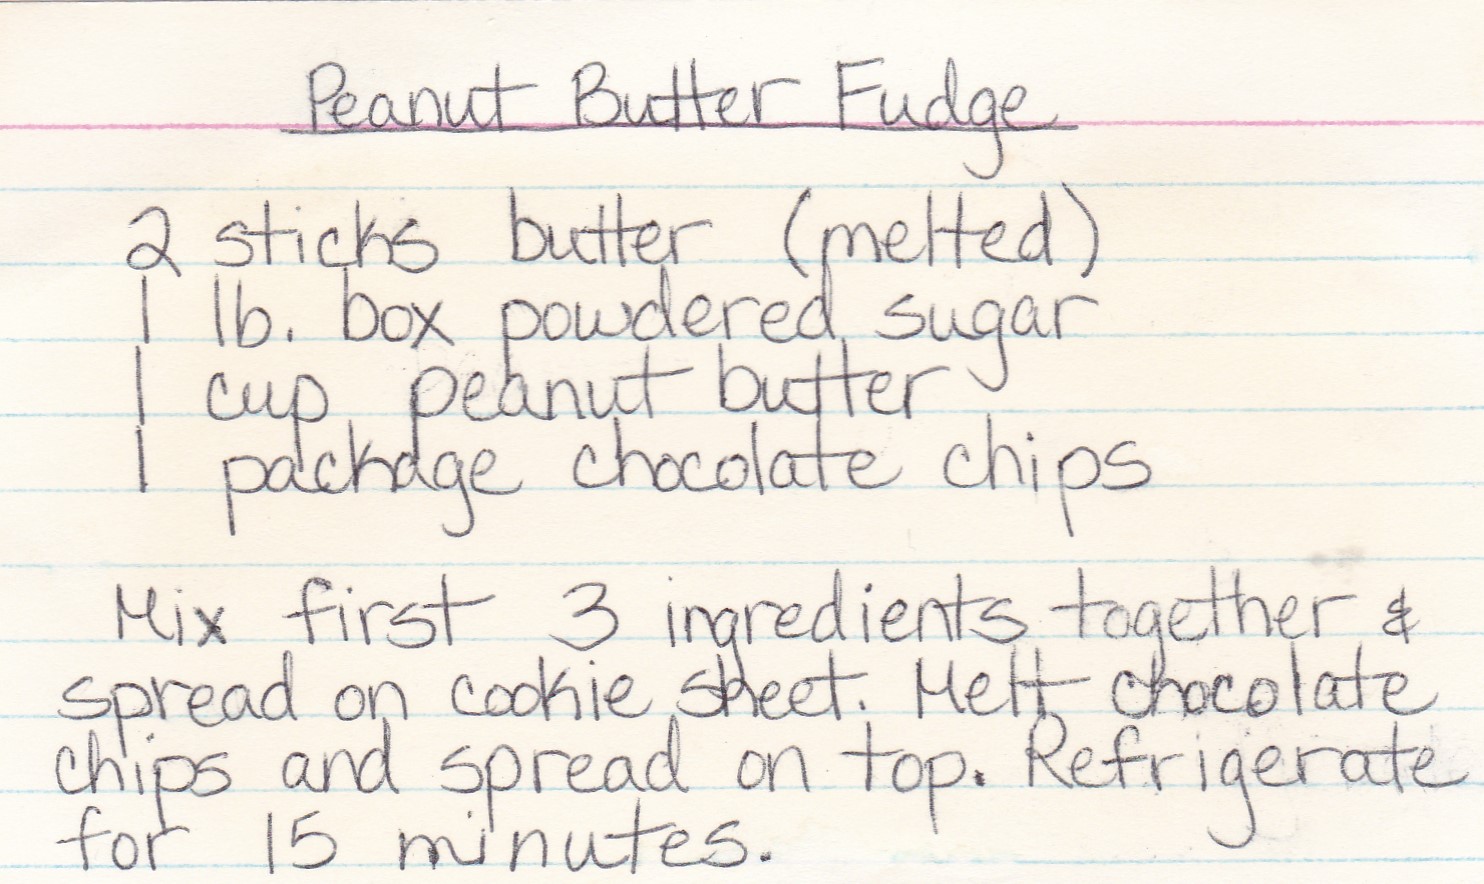 Peanut Butter Fudge
2 sticks butter (melted)
1 lb. box powdered sugar
1 cup peanut butter
1 package chocolate chips
Mix first 3 ingredients together &
spread on cookie sheet. Melt chocolate
chips and spread on top. Refrigerate
for 15 minutes.